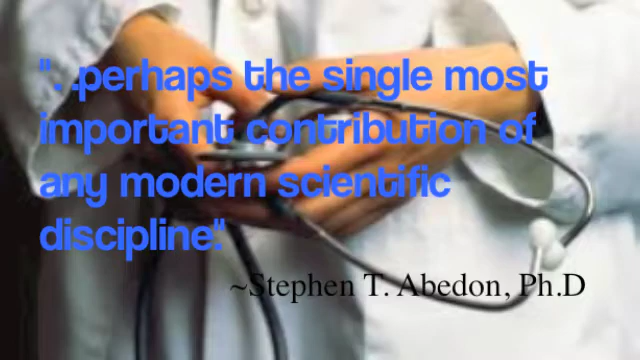 "...perhaps the single most
important contribution of
any modern scientific
discipline."
~Stephen T. Abedon, Ph.D